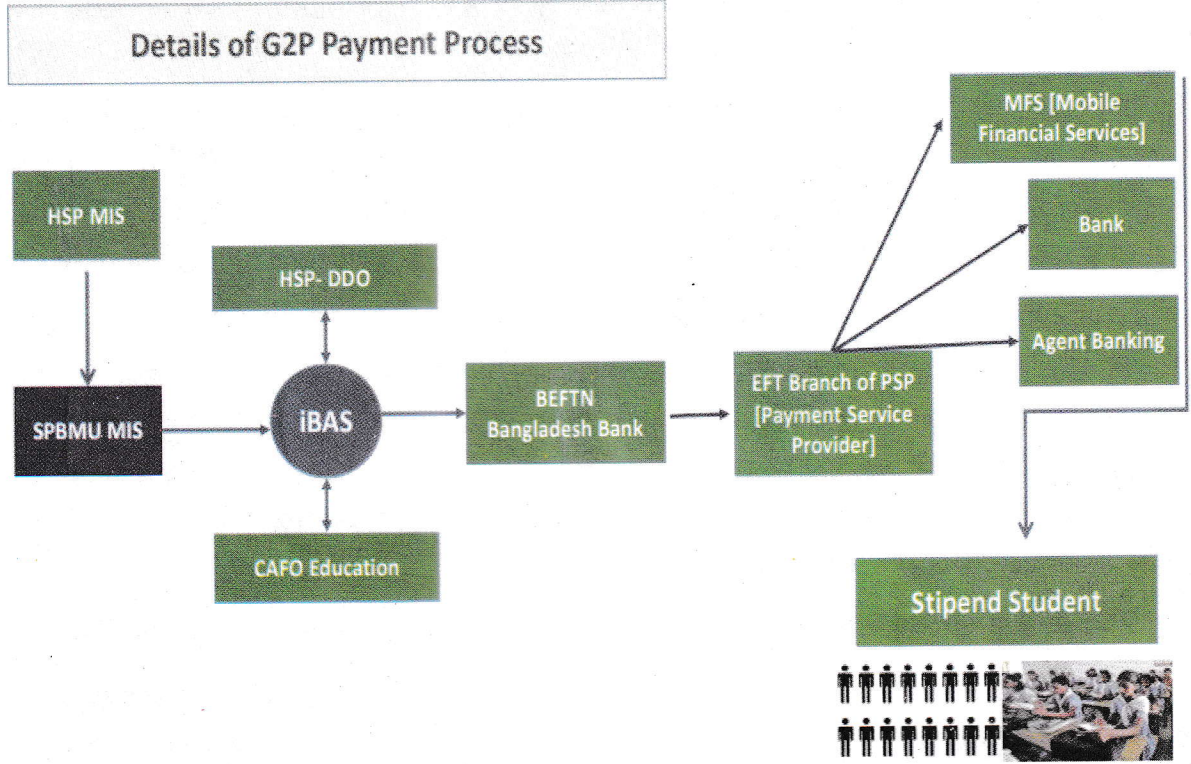 Details of G2P Payment Process
MFS [Mobile
Financial Services]
HSP MIS
Bank
HSP- DDO
Agent Banking
SPBMU MIS
iBAS
BEFTN
Bangladesh Bank
EFT Branch of PSP
[Payment Service
Provider]
CAFO Education
Stipend Student